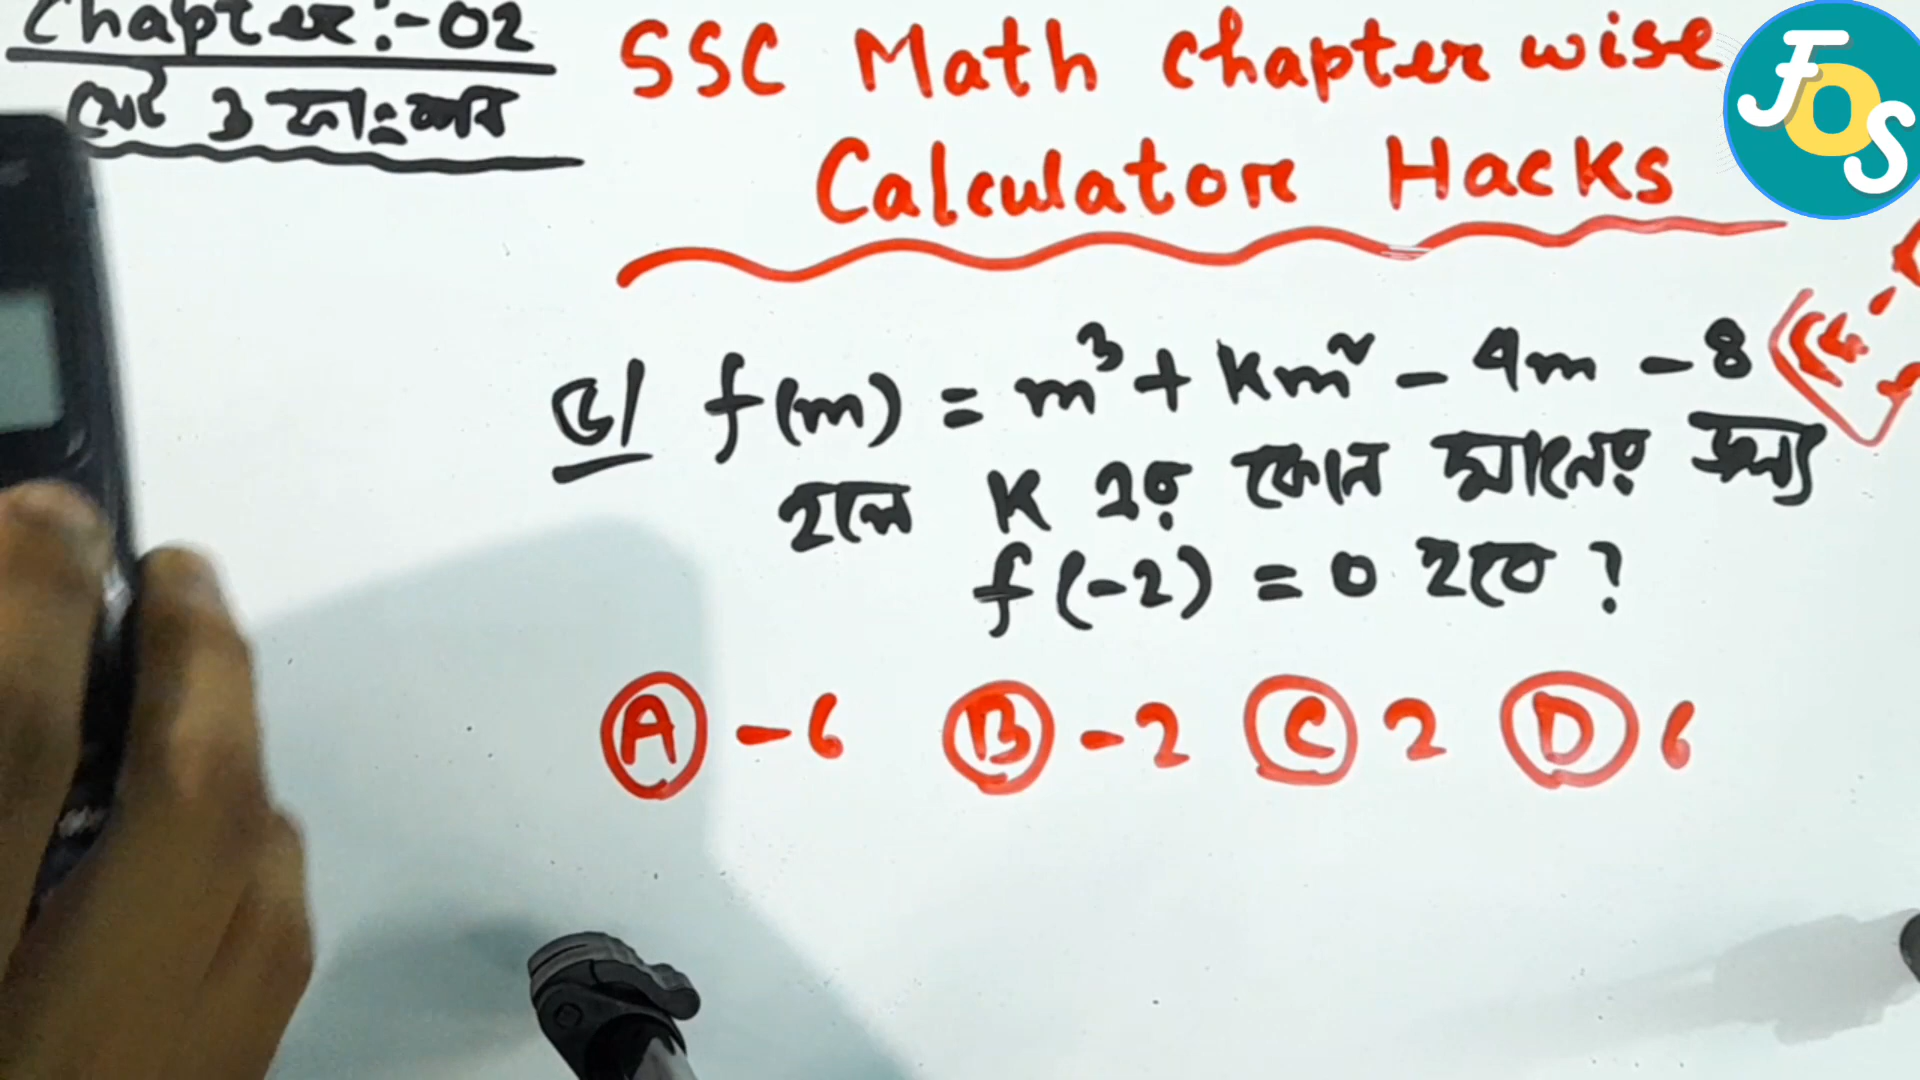 Chapter:-02
সেট ও ফাংশন
SSC Math chapter wise
Calculator Hacks
FOS
৫। f(m) = m³ + km² - 4m - 8
হলে K এর কোন মানের জন্য
f(-2) = 0 হবে ?
A -6 B -2 C 2 D 6